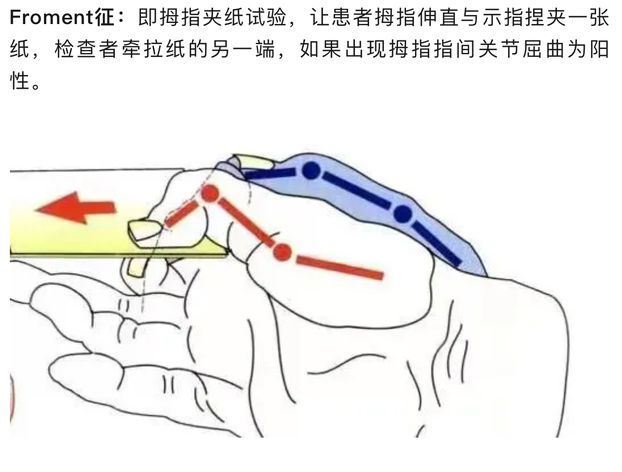 Froment征：即拇指夹纸试验，让患者拇指伸直与示指捏夹一张
纸，检查者牵拉纸的另一端，如果出现拇指指间关节屈曲为阳
性。